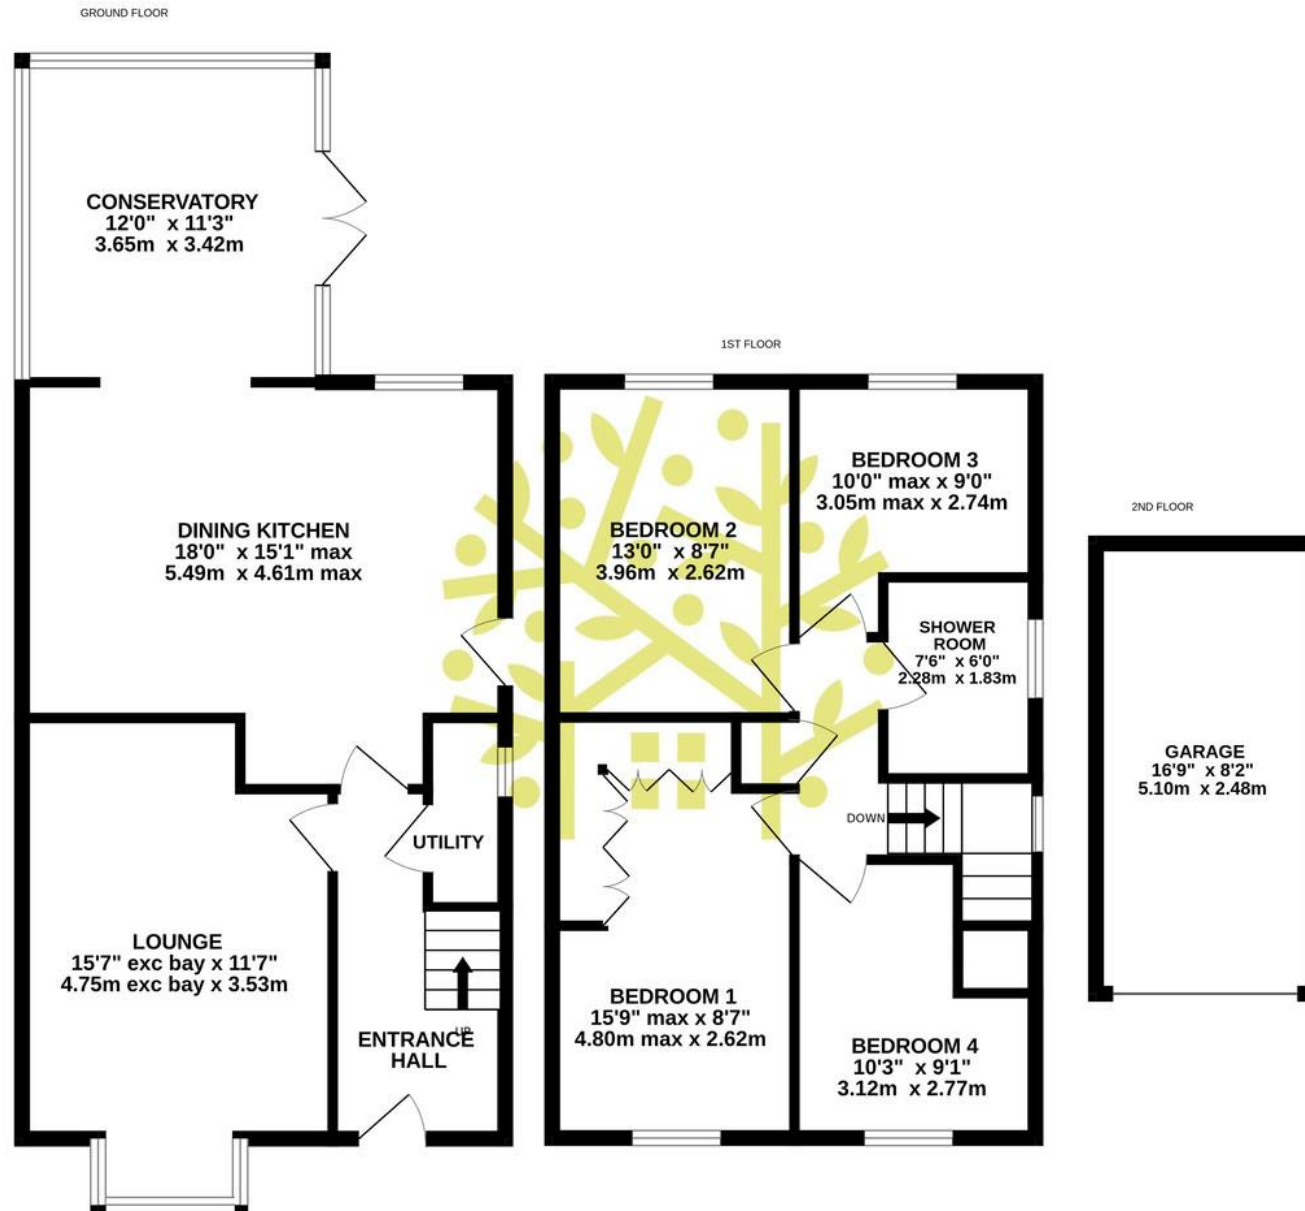 GROUND FLOOR
CONSERVATORY
12'0" x 11'3"
3.65m x 3.42m
DINING KITCHEN
18'0" x 15'1" max
5.49m x 4.61m max
UTILITY
LOUNGE
15'7" exc bay x 11'7"
4.75m exc bay x 3.53m
UP
ENTRANCE
HALL
1ST FLOOR
BEDROOM 3
10'0" max x 9'0"
3.05m max x 2.74m
BEDROOM 2
13'0" x 8'7"
3.96m x 2.62m
SHOWER
ROOM
7'6" x 6'0"
2.28m x 1.83m
DOWN
BEDROOM 1
15'9" max x 8'7"
4.80m max x 2.62m
BEDROOM 4
10'3" x 9'1"
3.12m x 2.77m
2ND FLOOR
GARAGE
16'9" x 8'2"
5.10m x 2.48m